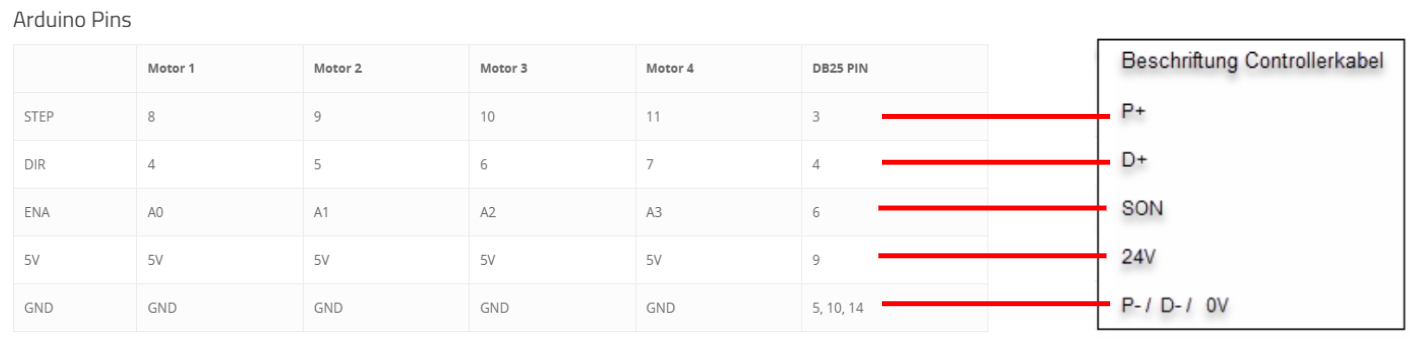 Arduino Pins
Motor 1 Motor 2 Motor 3 Motor 4 DB25 PIN Beschriftung Controllerkabel
STEP 8 9 10 11 3 P+
DIR 4 5 6 7 4 D+
ENA A0 A1 A2 A3 6 SON
5V 5V 5V 5V 5V 9 24V
GND GND GND GND GND 5, 10, 14 P- / D- / 0V